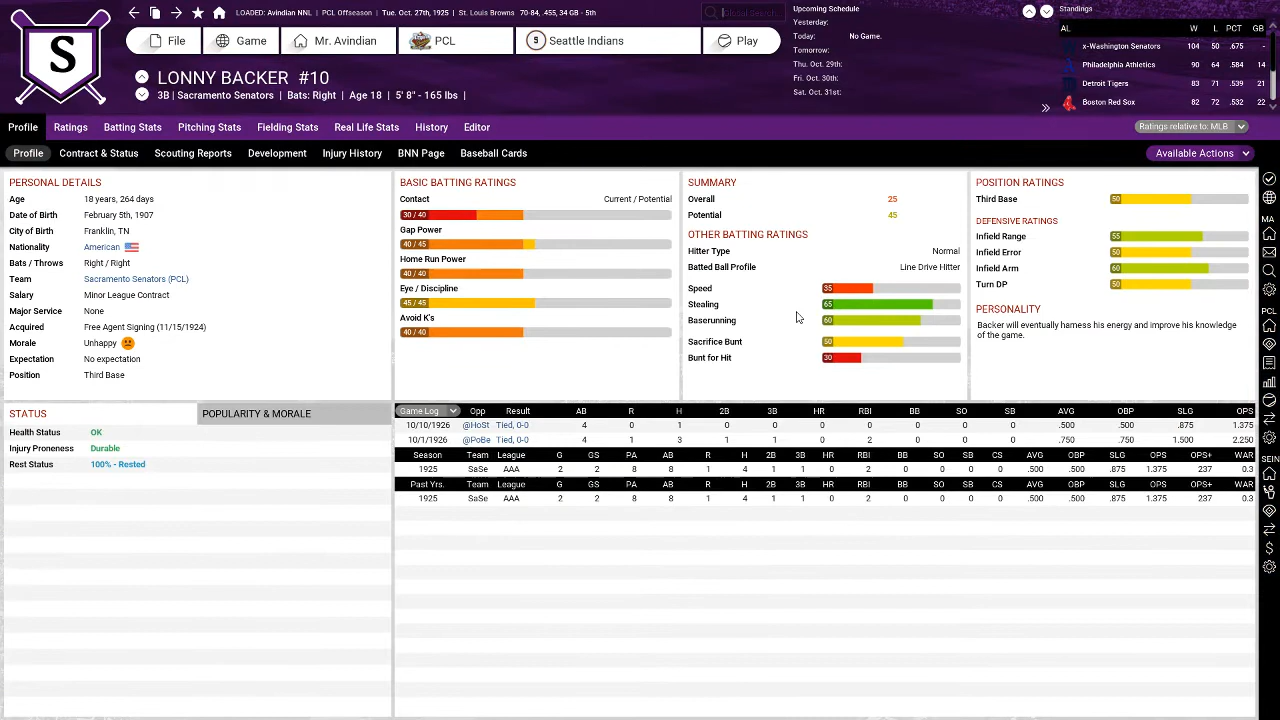 LOADED: Avindian NNL | PCL Offseason | Tue. Oct. 27th, 1925 | St. Louis Browns 70-84, .455, 34 GB - 5th
Global Search...
Upcoming Schedule
Yesterday:
Today: No Game.
Tomorrow:
Thu. Oct. 29th:
Fri. Oct. 30th:
Sat. Oct. 31st:
Standings
AL W L PCT GB
x-Washington Senators 104 50 .675 -
Philadelphia Athletics 90 64 .584 14
Detroit Tigers 83 71 .539 21
Boston Red Sox 82 72 .532 22
File Game Mr. Avindian PCL S Seattle Indians Play
S
LONNY BACKER #10
3B | Sacramento Senators | Bats: Right | Age 18 | 5' 8" - 165 lbs |
Profile Ratings Batting Stats Pitching Stats Fielding Stats Real Life Stats History Editor
Ratings relative to: MLB
Profile Contract & Status Scouting Reports Development Injury History BNN Page Baseball Cards
Available Actions
PERSONAL DETAILS
Age 18 years, 264 days
Date of Birth February 5th, 1907
City of Birth Franklin, TN
Nationality American
Bats / Throws Right / Right
Team Sacramento Senators (PCL)
Salary Minor League Contract
Major Service None
Acquired Free Agent Signing (11/15/1924)
Morale Unhappy
Expectation No expectation
Position Third Base
BASIC BATTING RATINGS
Contact Current / Potential
30 / 40
Gap Power
40 / 45
Home Run Power
40 / 40
Eye / Discipline
45 / 45
Avoid K's
40 / 40
SUMMARY
Overall 25
Potential 45
OTHER BATTING RATINGS
Hitter Type Normal
Batted Ball Profile Line Drive Hitter
Speed 35
Stealing 65
Baserunning 60
Sacrifice Bunt 50
Bunt for Hit 30
POSITION RATINGS
Third Base 50
DEFENSIVE RATINGS
Infield Range 55
Infield Error 50
Infield Arm 60
Turn DP 50
PERSONALITY
Backer will eventually harness his energy and improve his knowledge
of the game.
MA
PCL
SEIN
STATUS
POPULARITY & MORALE
Health Status OK
Injury Proneness Durable
Rest Status 100% - Rested
Game Log Opp Result AB R H 2B 3B HR RBI BB SO SB AVG OBP SLG OPS
10/10/1926 @HoSt Tied, 0-0 4 0 1 0 0 0 0 0 0 0 .500 .500 .875 1.375
10/1/1926 @PoBe Tied, 0-0 4 1 3 1 1 0 2 0 0 0 .750 .750 1.500 2.250
Season Team League G GS PA AB R H 2B 3B HR RBI BB SO SB CS AVG OBP SLG OPS OPS+ WAR
1925 SaSe AAA 2 2 8 8 1 4 1 1 0 2 0 0 0 0 .500 .500 .875 1.375 237 0.3
Past Yrs. Team League G GS PA AB R H 2B 3B HR RBI BB SO SB CS AVG OBP SLG OPS OPS+ WAR
1925 SaSe AAA 2 2 8 8 1 4 1 1 0 2 0 0 0 0 .500 .500 .875 1.375 237 0.3